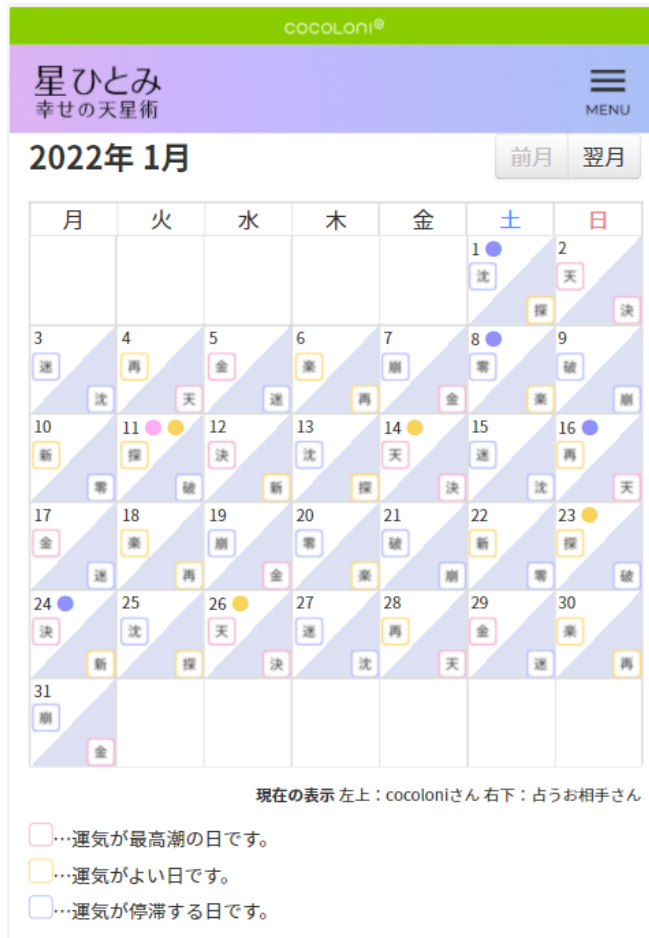 cocoloni
星ひとみ
幸せの天星術
MENU
2022年 1月
前月 翌月
月 火 水 木 金 土 日
1 2
沈 天
探 決
3 4 5 6 7 8 9
迷 再 金 楽 崩 零 破
沈 天 迷 再 金 楽 崩
10 11 12 13 14 15 16
新 探 決 沈 天 迷 再
零 破 新 探 決 沈 天
17 18 19 20 21 22 23
金 楽 崩 零 破 新 探
迷 再 金 楽 崩 零 破
24 25 26 27 28 29 30
決 沈 天 迷 再 金 楽
新 探 決 沈 天 迷 再
31
崩
金
現在の表示 左上：cocoloniさん 右下：占うお相手さん
…運気が最高潮の日です。
…運気がよい日です。
…運気が停滞する日です。